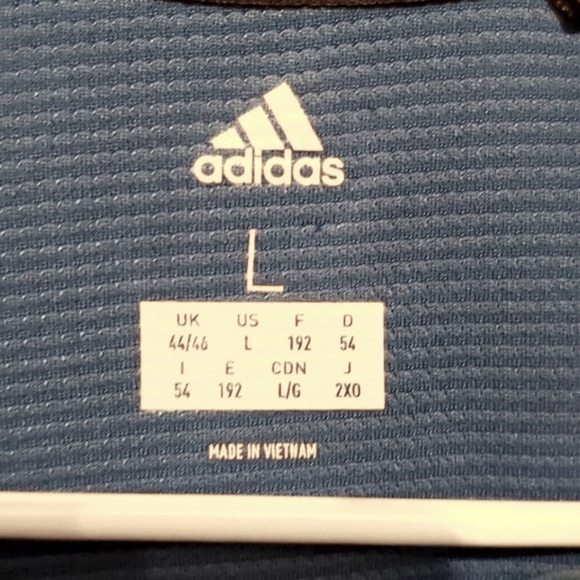 adidas
L
UK US F D
44/46 L 192 54
I E CDN J
54 192 L/G 2XO
MADE IN VIETNAM